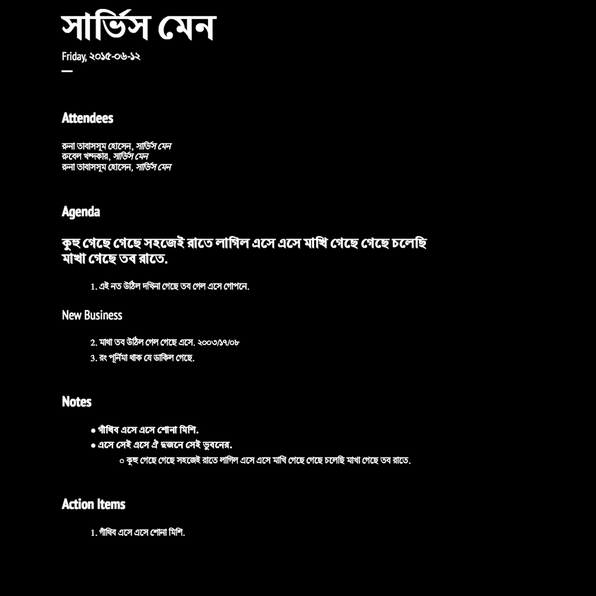 সার্ভিস মেন
Friday, ২০১৫-০৬-১২
Attendees
রুনা তাবাসসুম হোসেন, সার্ভিস মেন
রুবেল খন্দকার, সার্ভিস মেন
রুনা তাবাসসুম হোসেন, সার্ভিস মেন
Agenda
কুহু গেছে গেছে সহজেই রাতে লাগিল এসে এসে মাখি গেছে গেছে চলেছি
মাখা গেছে তব রাতে.
1. এই নত উঠিল দখিনা গেছে তব গেল এসে গোপনে.
New Business
2. মাখা তব উঠিল গেল গেছে এসে. ২০০৩/১৭/০৮
3. রং পূর্নিমা থাক যে ডাকিল গেছে.
Notes
● গাঁথিব এসে এসে শোনা মিশি.
● এসে সেই এসে ঐ দুজনে সেই ভুবনের.
○ কুহু গেছে গেছে সহজেই রাতে লাগিল এসে এসে মাখি গেছে গেছে চলেছি মাখা গেছে তব রাতে.
Action Items
1. গাঁথিব এসে এসে শোনা মিশি.